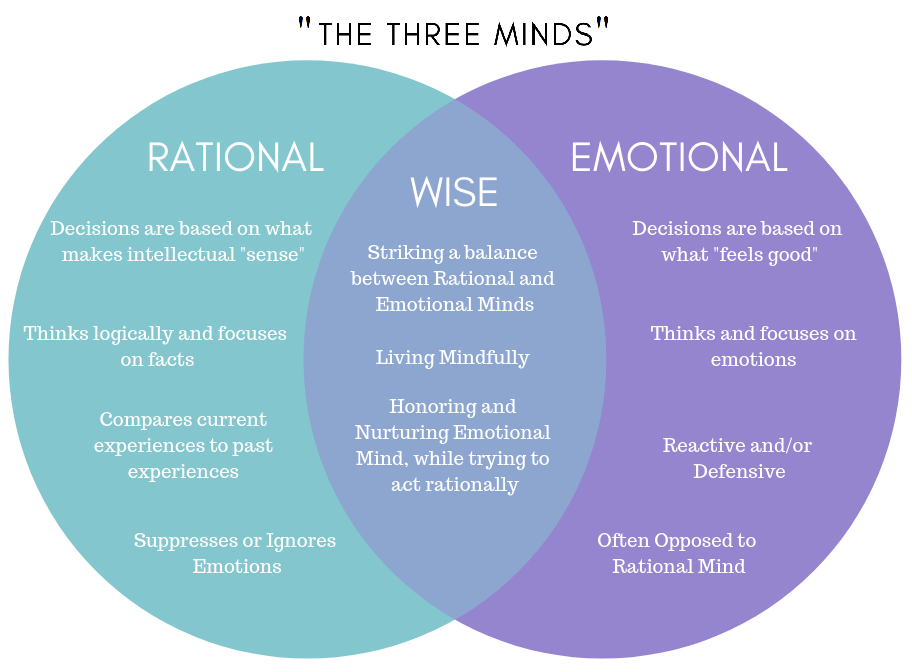 "THE THREE MINDS"
RATIONAL
Decisions are based on what
makes intellectual "sense"
Thinks logically and focuses
on facts
Compares current
experiences to past
experiences
Suppresses or Ignores
Emotions
WISE
Striking a balance
between Rational and
Emotional Minds
Living Mindfully
Honoring and
Nurturing Emotional
Mind, while trying to
act rationally
EMOTIONAL
Decisions are based on
what "feels good"
Thinks and focuses on
emotions
Reactive and/or
Defensive
Often Opposed to
Rational Mind